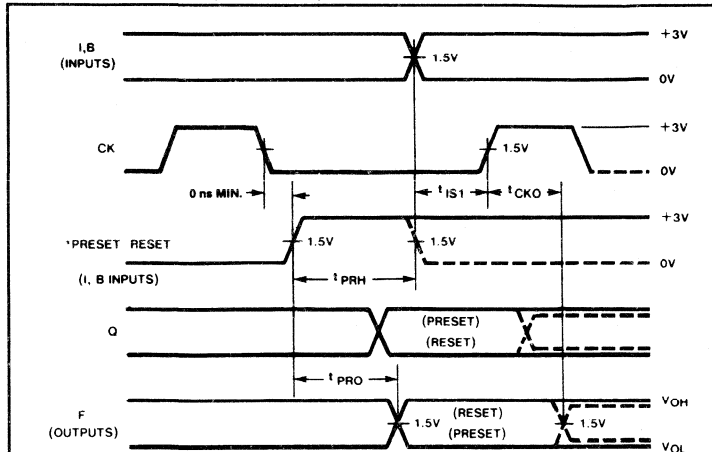 I,B
(INPUTS)
+3V
1.5V
0V
CK
+3V
1.5V
0V
0 ns MIN.
t IS1
t CKO
PRESET RESET
(I, B INPUTS)
+3V
1.5V
1.5V
0V
t PRH
Q
(PRESET)
(RESET)
t PRO
F
(OUTPUTS)
VOH
1.5V
(RESET)
(PRESET)
1.5V
VOL